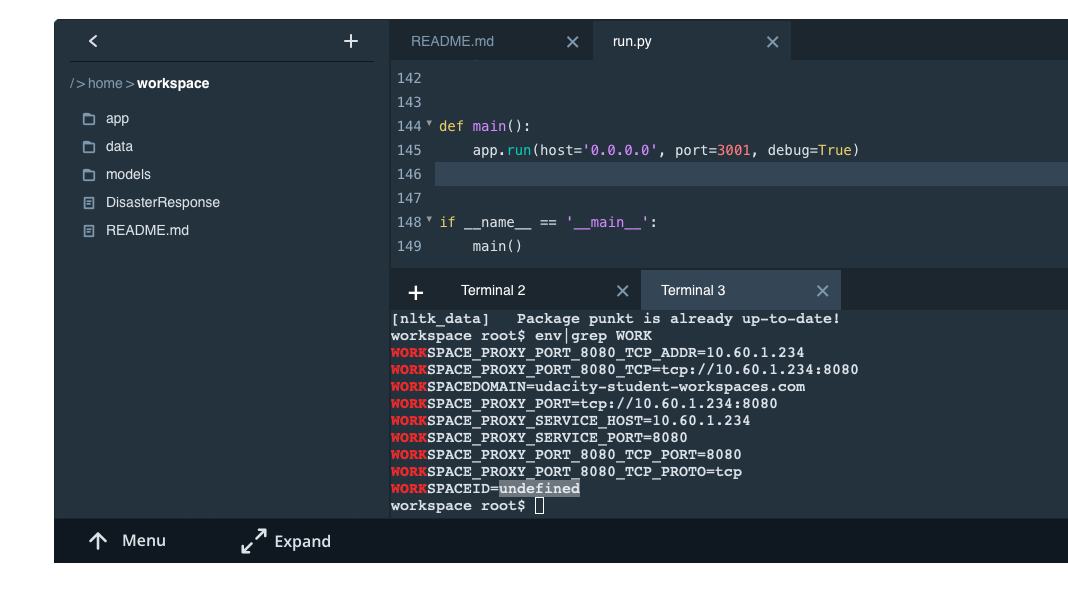 />home>workspace
app
data
models
DisasterResponse
README.md
README.md
run.py
142
143
144 def main():
145 app.run(host='0.0.0.0', port=3001, debug=True)
146
147
148 if __name__ == '__main__':
149 main()
Terminal 2
Terminal 3
[nltk_data]   Package punkt is already up-to-date!
workspace root$ env|grep WORK
WORKSPACE_PROXY_PORT_8080_TCP_ADDR=10.60.1.234
WORKSPACE_PROXY_PORT_8080_TCP=tcp://10.60.1.234:8080
WORKSPACEDOMAIN=udacity-student-workspaces.com
WORKSPACE_PROXY_PORT=tcp://10.60.1.234:8080
WORKSPACE_PROXY_SERVICE_HOST=10.60.1.234
WORKSPACE_PROXY_SERVICE_PORT=8080
WORKSPACE_PROXY_PORT_8080_TCP_PORT=8080
WORKSPACE_PROXY_PORT_8080_TCP_PROTO=tcp
WORKSPACEID=undefined
workspace root$
Menu
Expand